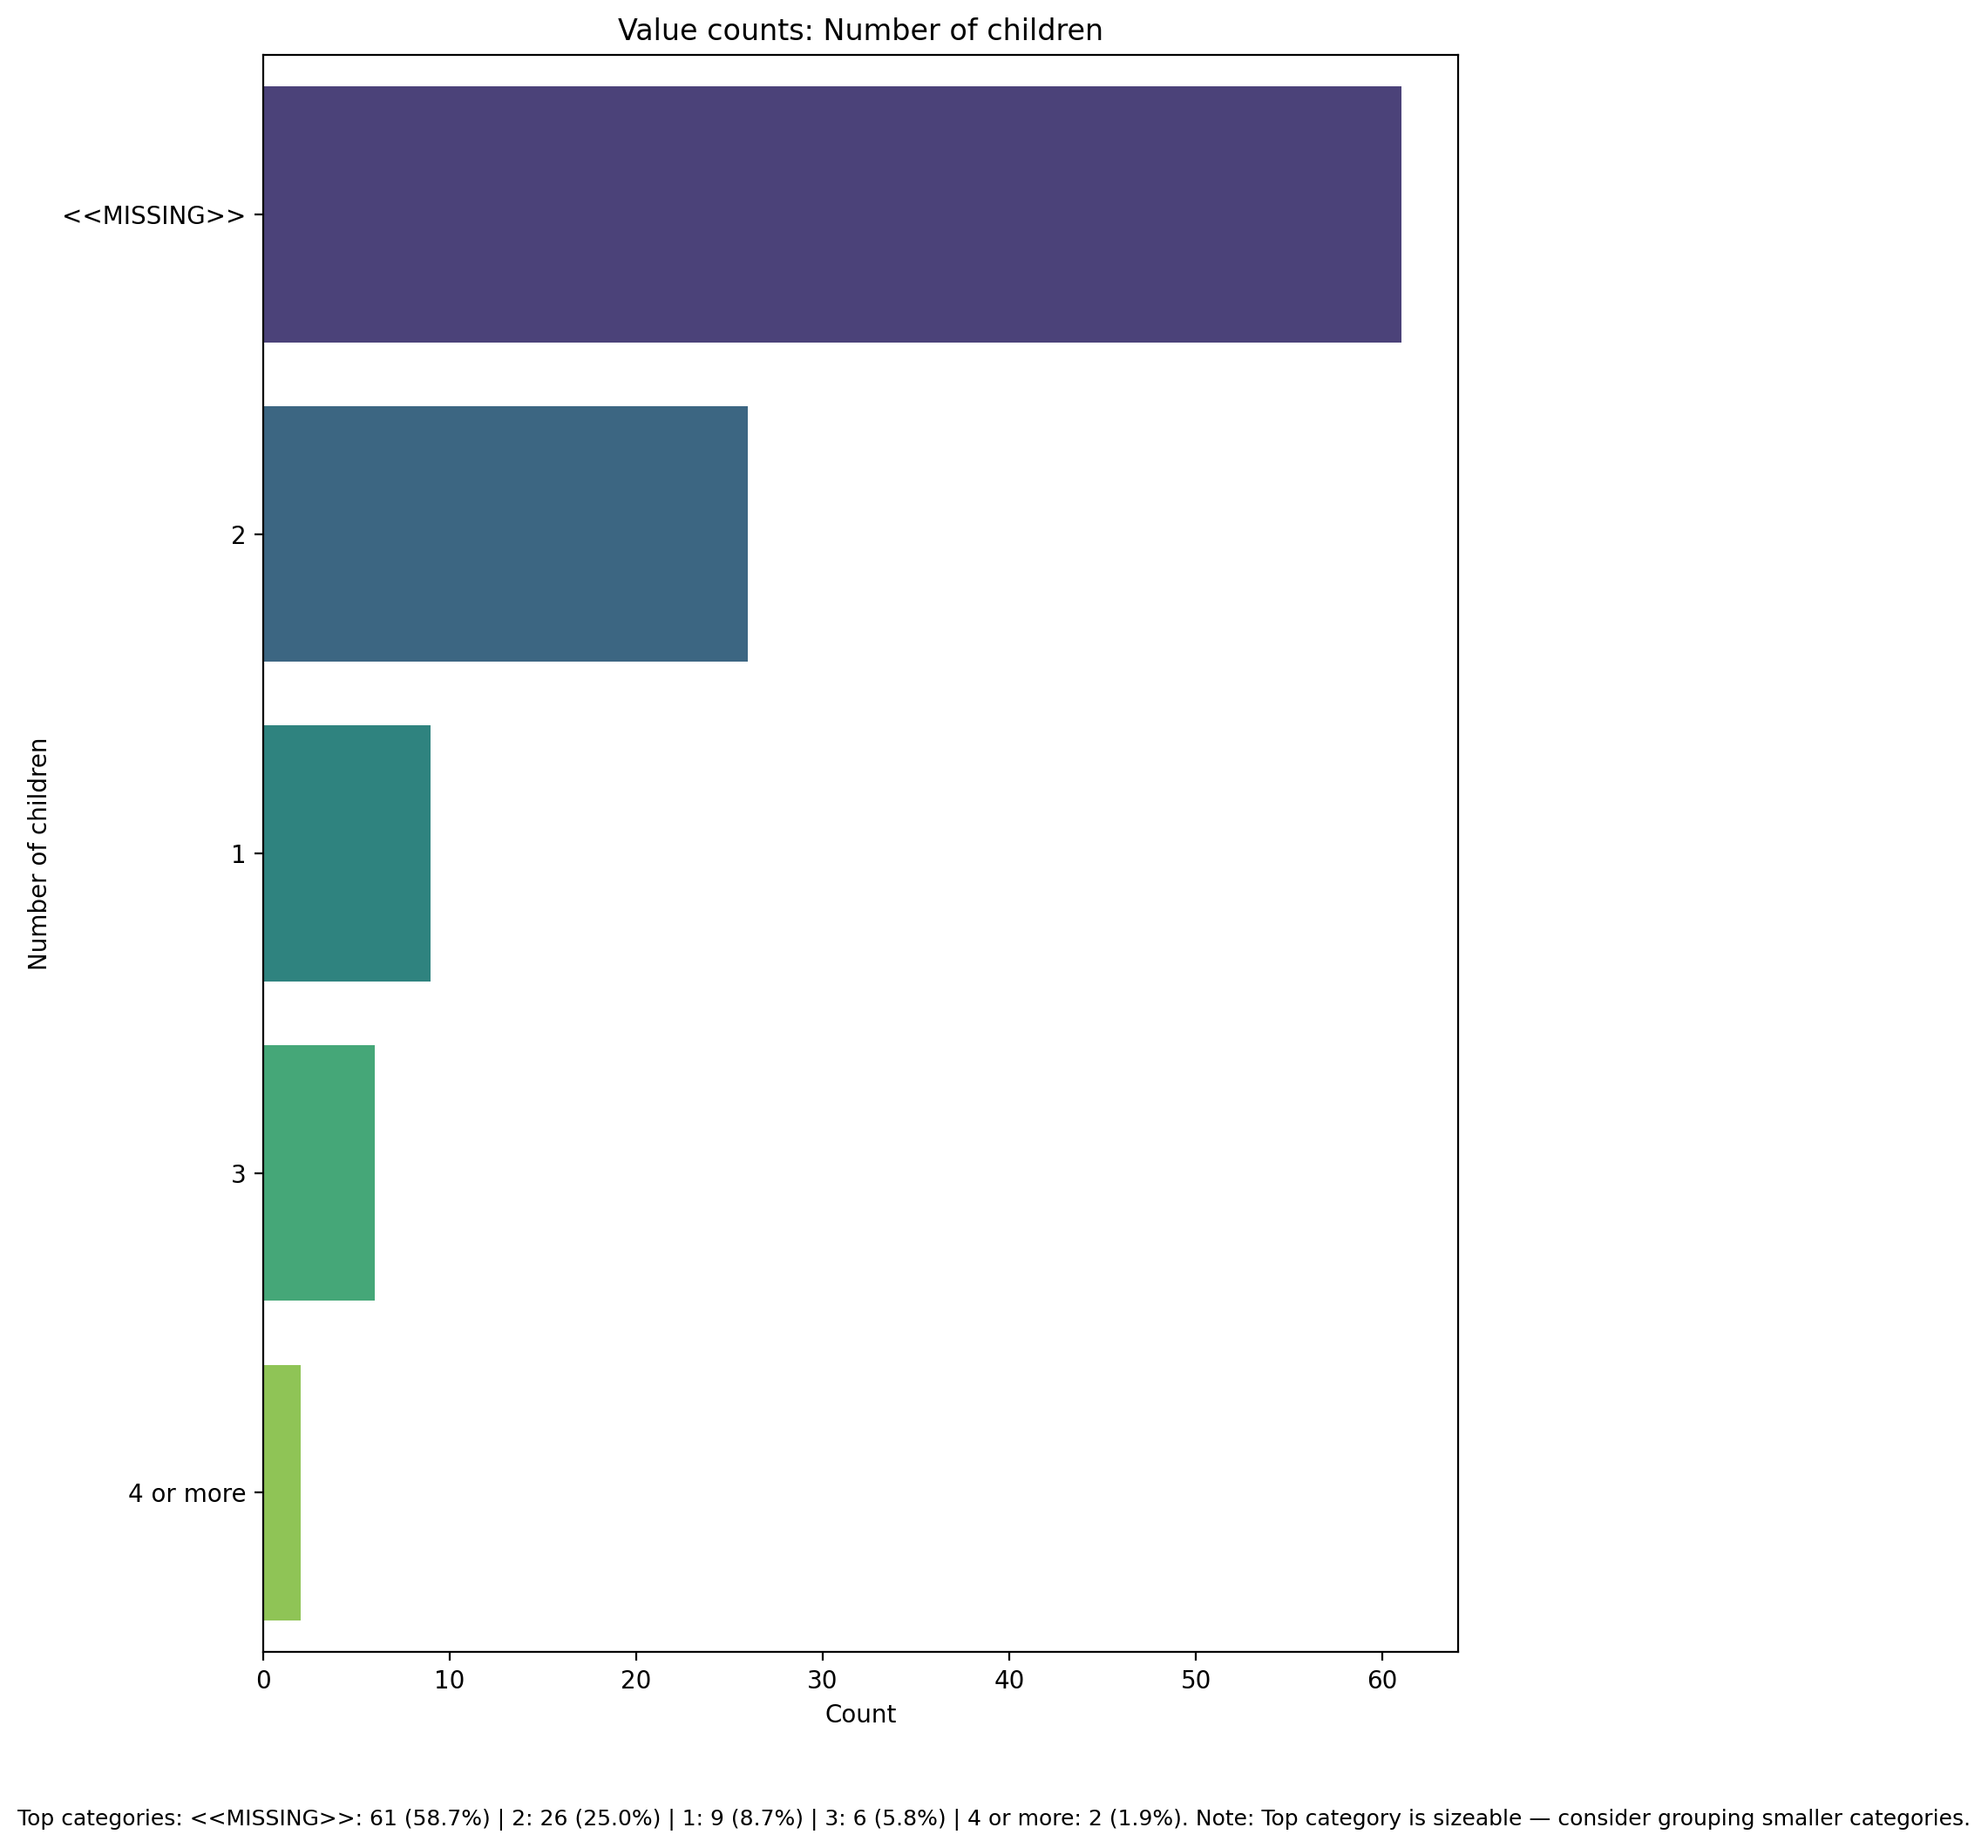 Value counts: Number of children
<<MISSING>>
2
1
3
4 or more
Number of children
0 10 20 30 40 50 60
Count
Top categories: <<MISSING>>: 61 (58.7%) | 2: 26 (25.0%) | 1: 9 (8.7%) | 3: 6 (5.8%) | 4 or more: 2 (1.9%). Note: Top category is sizeable — consider grouping smaller categories.